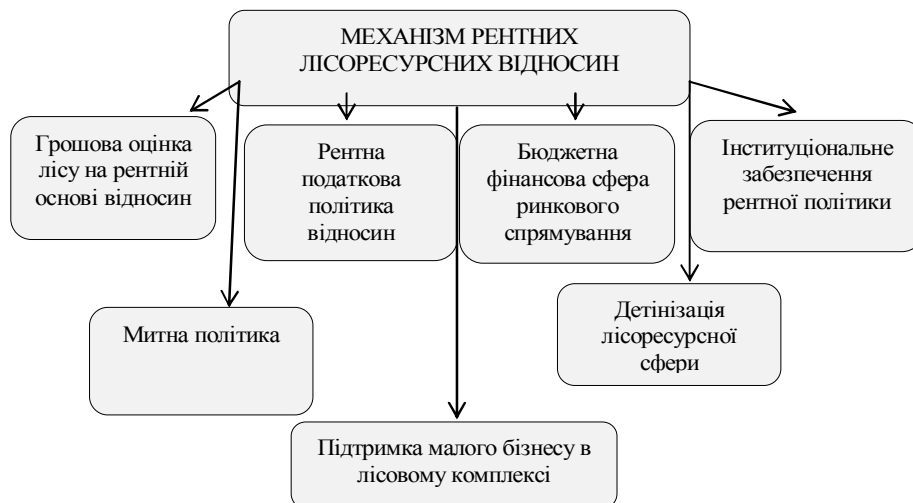 МЕХАНІЗМ РЕНТНИХ
ЛІСОРЕСУРСНИХ ВІДНОСИН
Грошова оцінка
лісу на рентній
основі відносин
Рентна
податкова
політика
відносин
Бюджетна
фінансова сфера
ринкового
спрямування
Інституціональне
забезпечення
рентної політики
Митна політика
Детінізація
лісоресурсної
сфери
Підтримка малого бізнесу в
лісовому комплексі